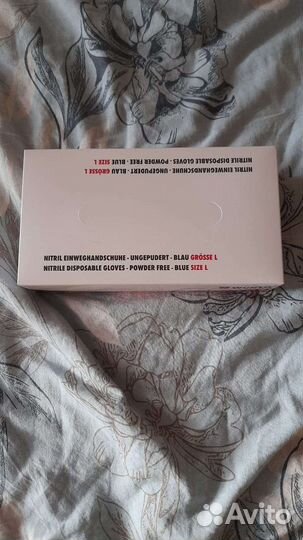 NITRILE DISPOSABLE GLOVES - POWDER FREE - BLUE SIZE L
NITRIL EINWEGHANDSCHUHE - UNGEPUDERT - BLAU GRÖSSE L
NITRIL EINWEGHANDSCHUHE - UNGEPUDERT - BLAU GRÖSSE L
NITRILE DISPOSABLE GLOVES - POWDER FREE - BLUE SIZE L
Avito